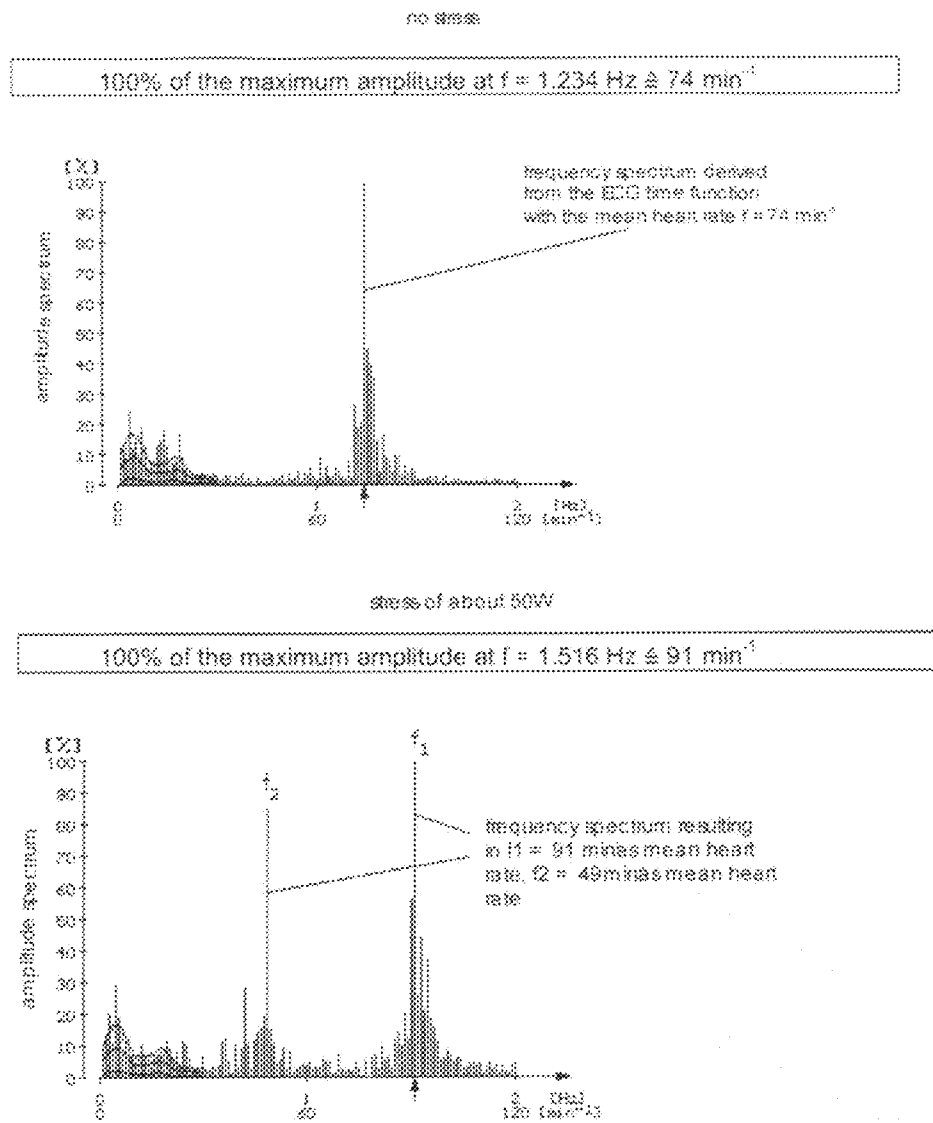 no stress
100% of the maximum amplitude at f = 1.234 Hz ≙ 74 min⁻¹
[%]
100
90
80
70
60
50
40
30
20
10
0
amplitude spectrum
frequency spectrum derived
from the ECG time function
with the mean heart rate f = 74 min⁻¹
0 1 2 [Hz]
0 60 120 [min⁻¹]
stress of about 50W
100% of the maximum amplitude at f = 1.516 Hz ≙ 91 min⁻¹
[%]
100
90
80
70
60
50
40
30
20
10
0
amplitude spectrum
f₂
f₁
frequency spectrum resulting
in f1 = 91 min as mean heart
rate, f2 = 49 min as mean heart
rate
0 1 2 [Hz]
0 60 120 [min⁻¹]